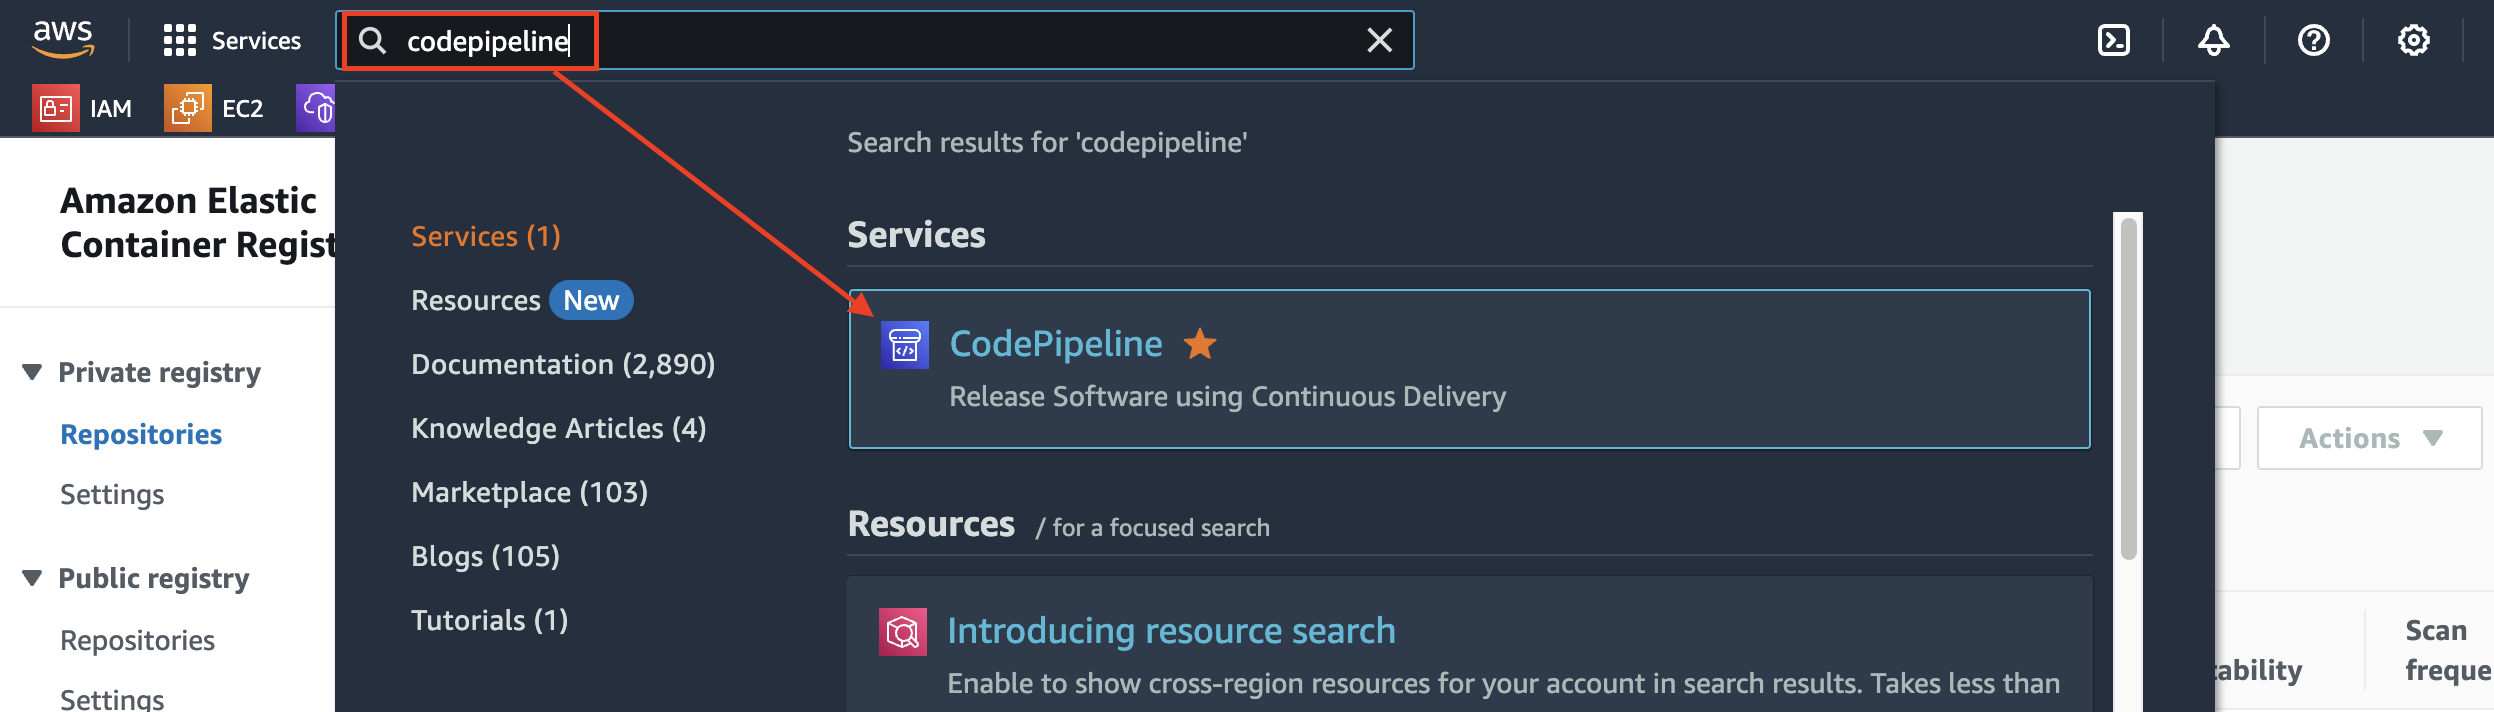 aws
Services
codepipeline
IAM
EC2
Amazon Elastic
Container Regist
Private registry
Repositories
Settings
Public registry
Repositories
Settings
Services (1)
Resources New
Documentation (2,890)
Knowledge Articles (4)
Marketplace (103)
Blogs (105)
Tutorials (1)
Search results for 'codepipeline'
Services
CodePipeline
Release Software using Continuous Delivery
Resources / for a focused search
Introducing resource search
Enable to show cross-region resources for your account in search results. Takes less than
Actions
Scan
freque